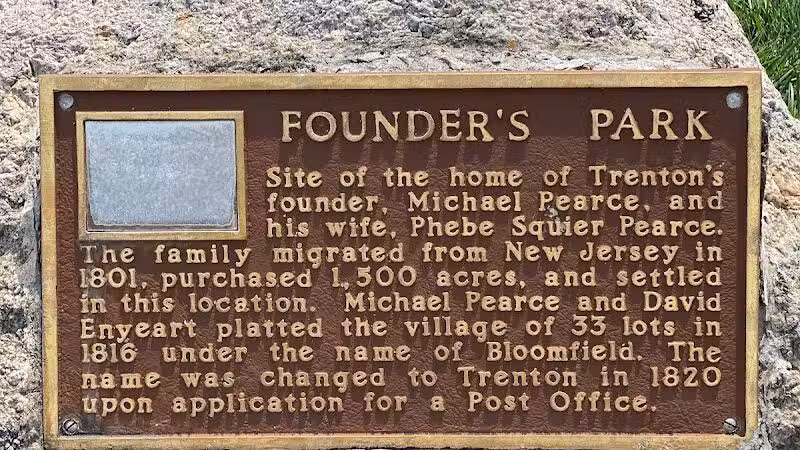 FOUNDER'S PARK
Site of the home of Trenton's
founder, Michael Pearce, and
his wife, Phebe Squier Pearce.
The family migrated from New Jersey in
1801, purchased 1,500 acres, and settled
in this location. Michael Pearce and David
Enyeart platted the village of 33 lots in
1816 under the name of Bloomfield. The
name was changed to Trenton in 1820
upon application for a Post Office.